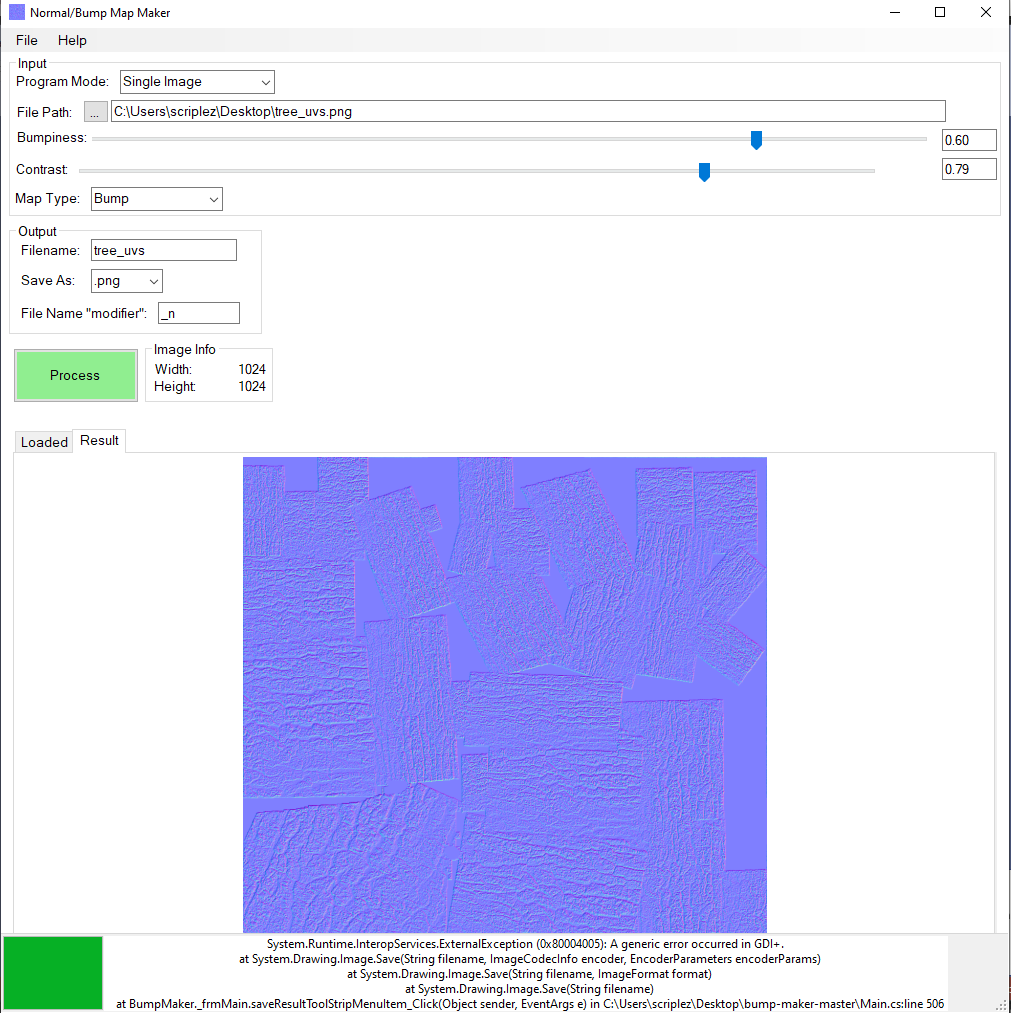 Normal/Bump Map Maker
File Help
Input
Program Mode: Single Image
File Path: ... C:\Users\scriplez\Desktop\tree_uvs.png
Bumpiness: 0.60
Contrast: 0.79
Map Type: Bump
Output
Filename: tree_uvs
Save As: .png
File Name "modifier": _n
Process
Image Info
Width: 1024
Height: 1024
Loaded Result
System.Runtime.InteropServices.ExternalException (0x80004005): A generic error occurred in GDI+.
at System.Drawing.Image.Save(String filename, ImageCodecInfo encoder, EncoderParameters encoderParams)
at System.Drawing.Image.Save(String filename, ImageFormat format)
at System.Drawing.Image.Save(String filename)
at BumpMaker._frmMain.saveResultToolStripMenuItem_Click(Object sender, EventArgs e) in C:\Users\scriplez\Desktop\bump-maker-master\Main.cs:line 506